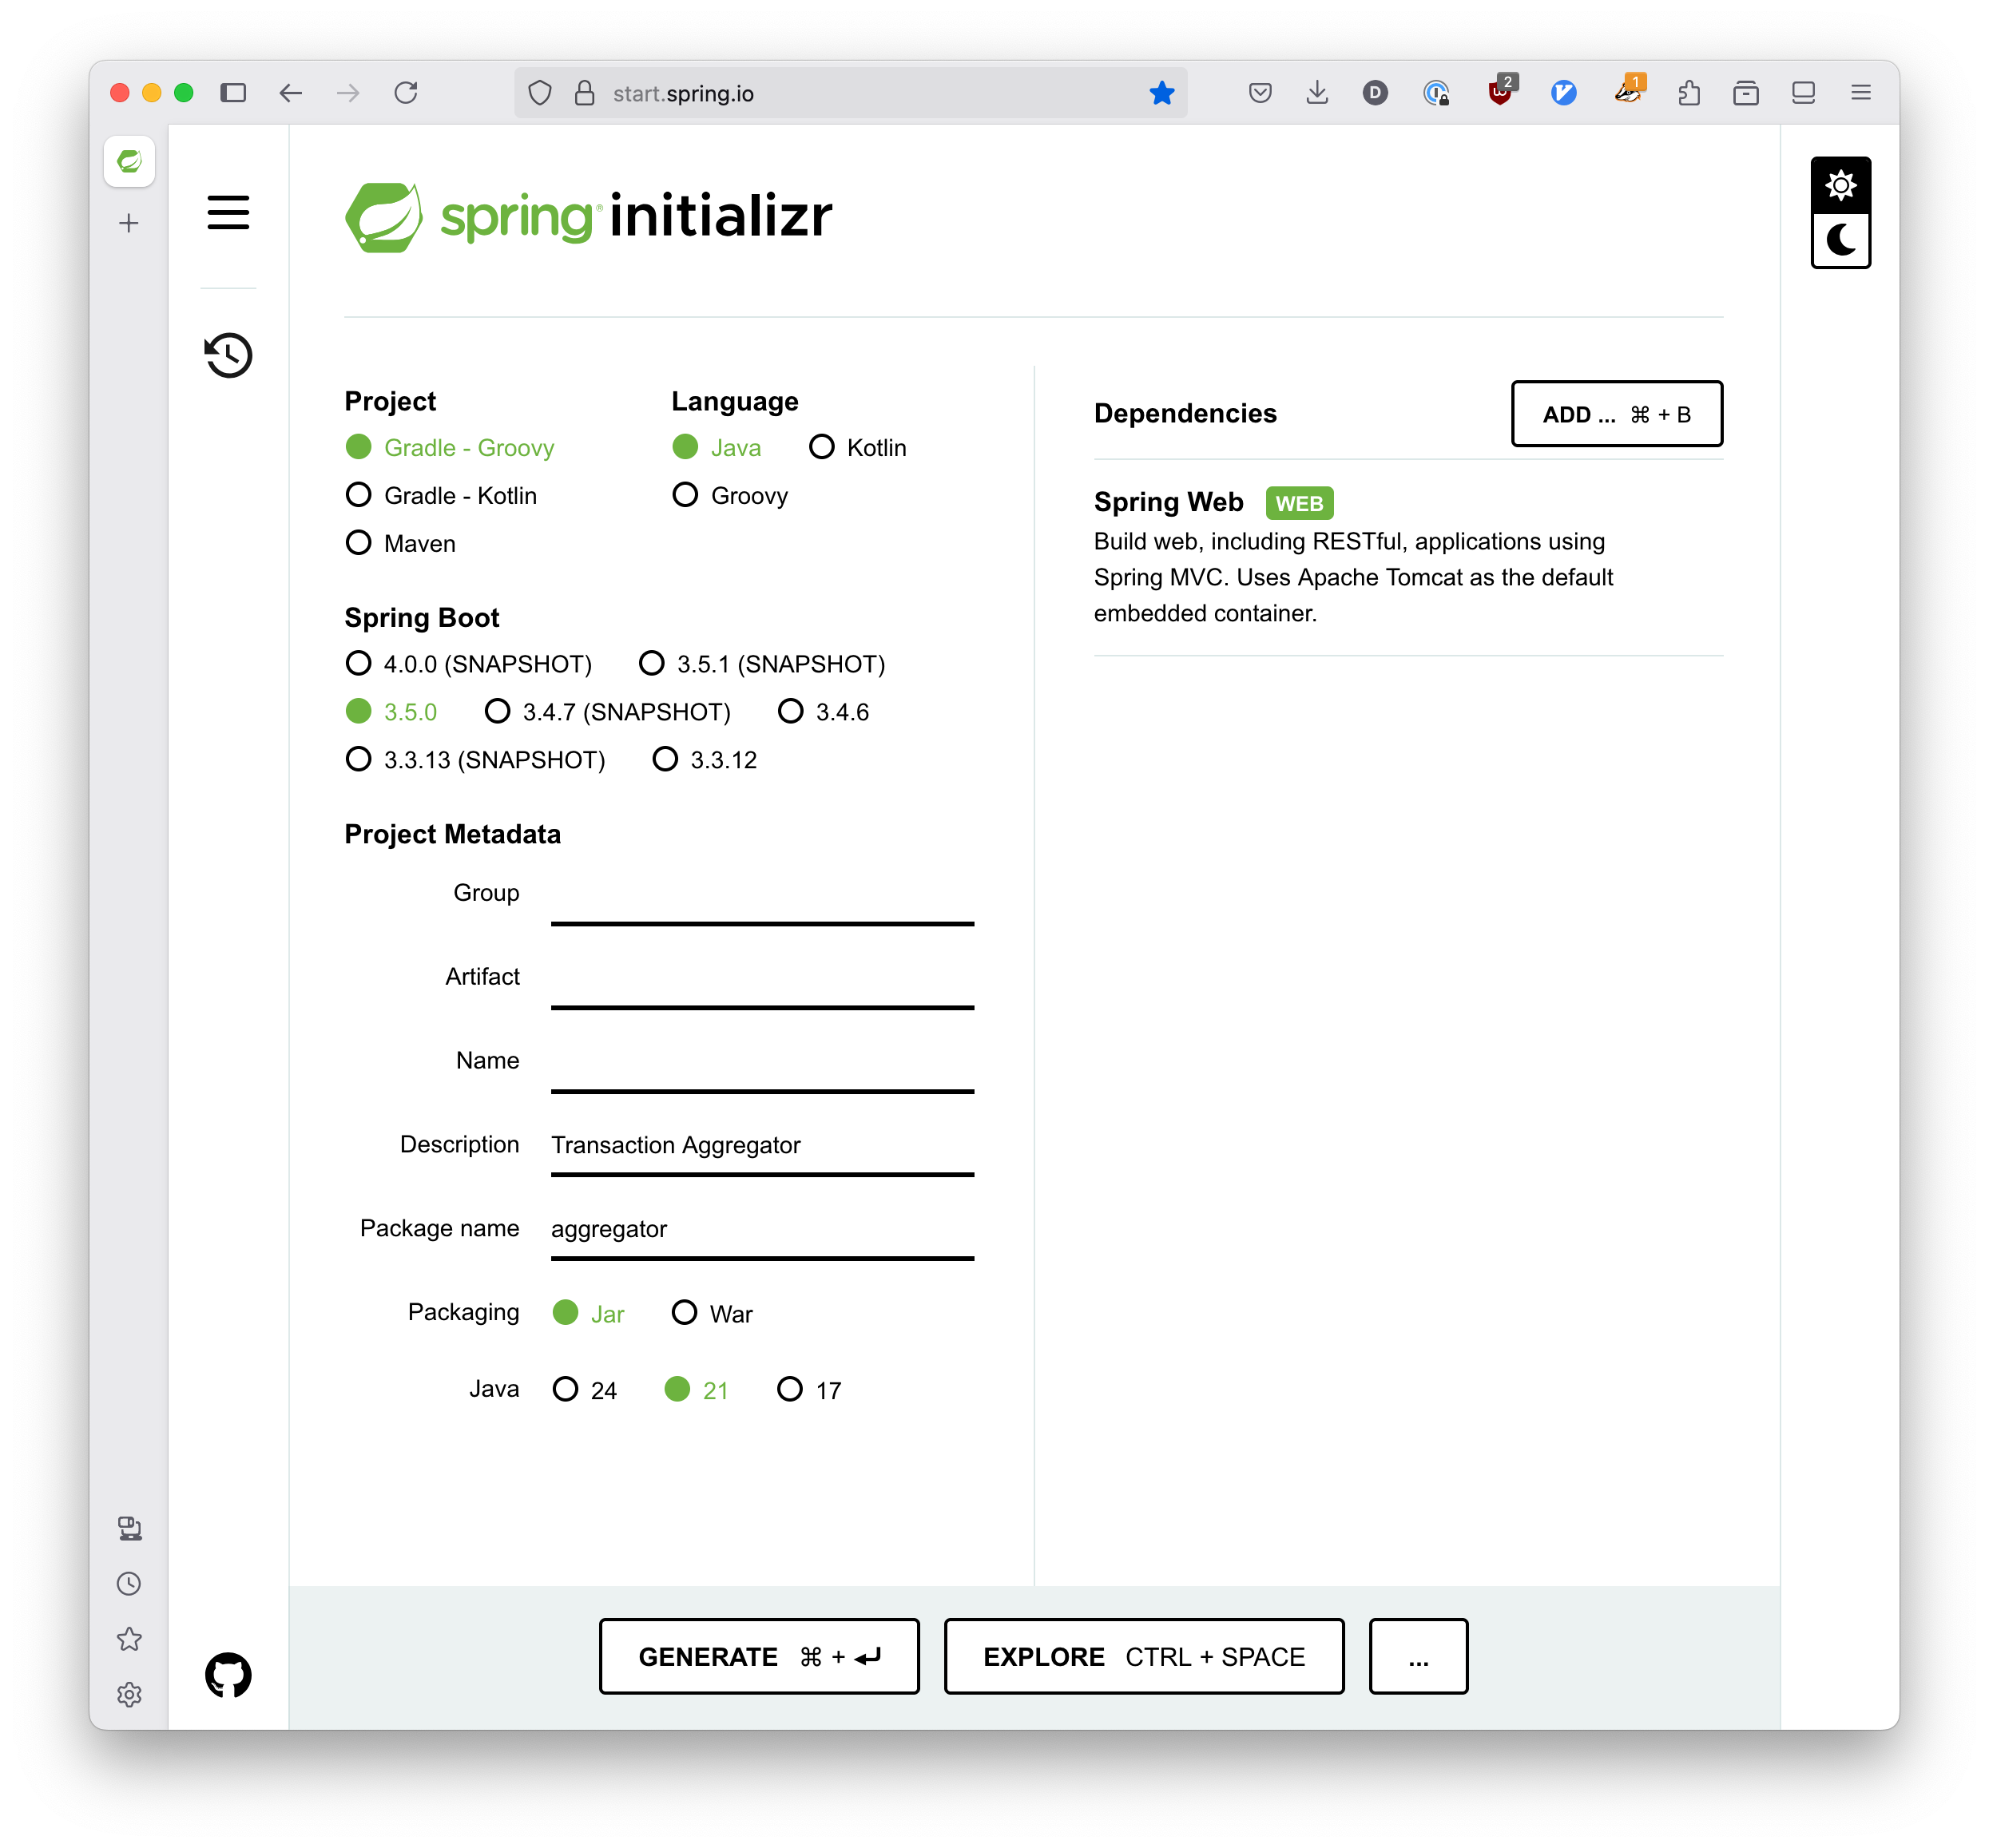 start.spring.io
D
2
1
spring® initializr
Project
Gradle - Groovy
Gradle - Kotlin
Maven
Language
Java
Kotlin
Groovy
Spring Boot
4.0.0 (SNAPSHOT)
3.5.1 (SNAPSHOT)
3.5.0
3.4.7 (SNAPSHOT)
3.4.6
3.3.13 (SNAPSHOT)
3.3.12
Project Metadata
Group
Artifact
Name
Description Transaction Aggregator
Package name aggregator
Packaging Jar War
Java 24 21 17
Dependencies
ADD ... ⌘ + B
Spring Web WEB
Build web, including RESTful, applications using
Spring MVC. Uses Apache Tomcat as the default
embedded container.
GENERATE ⌘ + ⏎
EXPLORE CTRL + SPACE
...